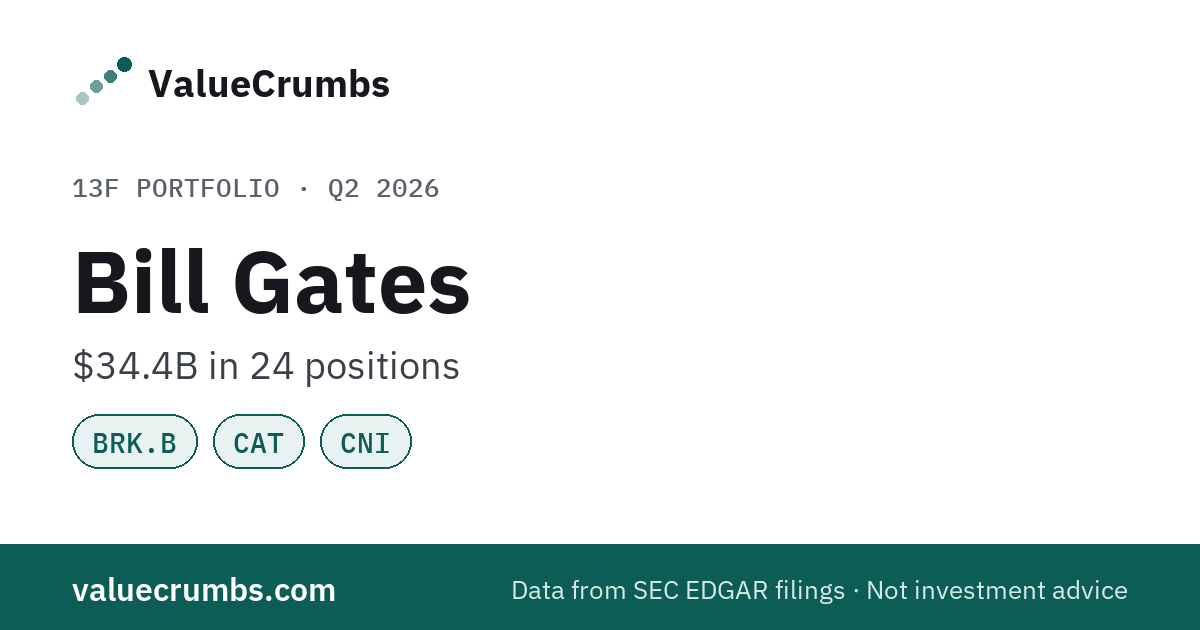 ValueCrumbs
13F PORTFOLIO · Q2 2026
Bill Gates
$34.4B in 24 positions
BRK.B CAT CNI
valuecrumbs.com Data from SEC EDGAR filings · Not investment advice